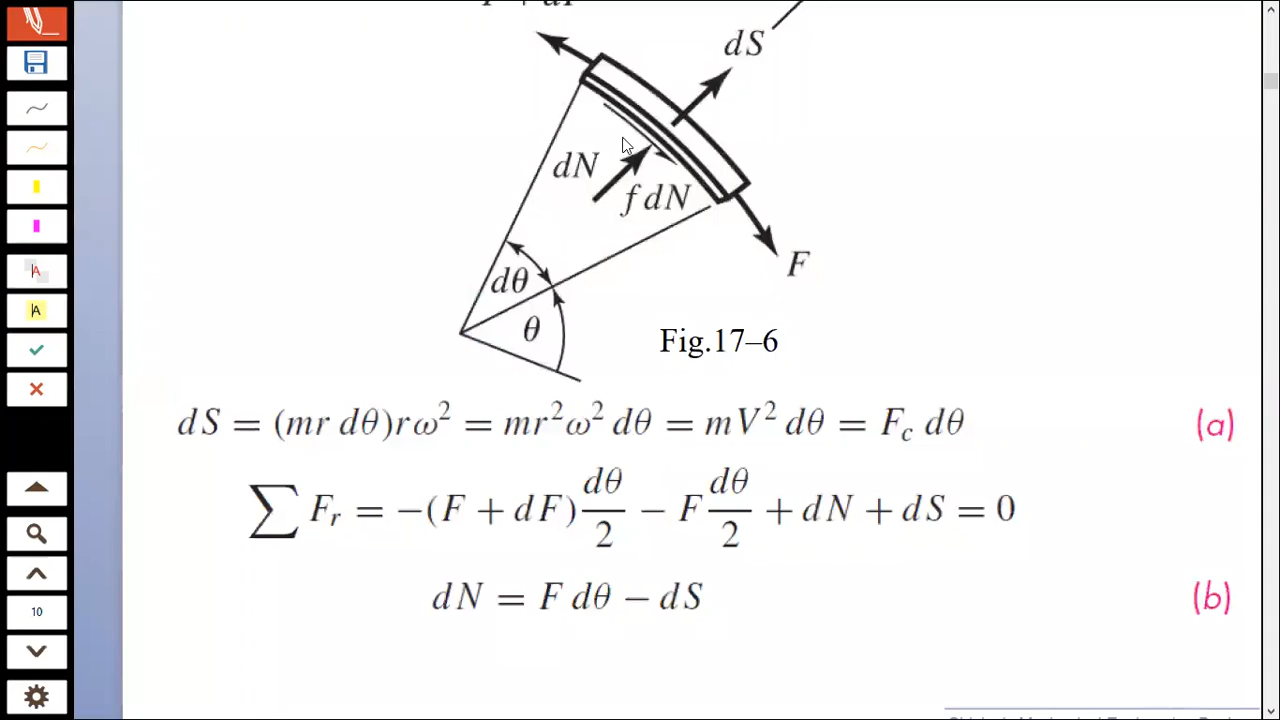 dS
dN
f dN
F
dθ
θ
Fig.17–6
dS = (mr dθ)rω² = mr²ω² dθ = mV² dθ = F_c dθ (a)
∑ F_r = −(F + dF) dθ/2 − F dθ/2 + dN + dS = 0
dN = F dθ − dS (b)
A
A
10